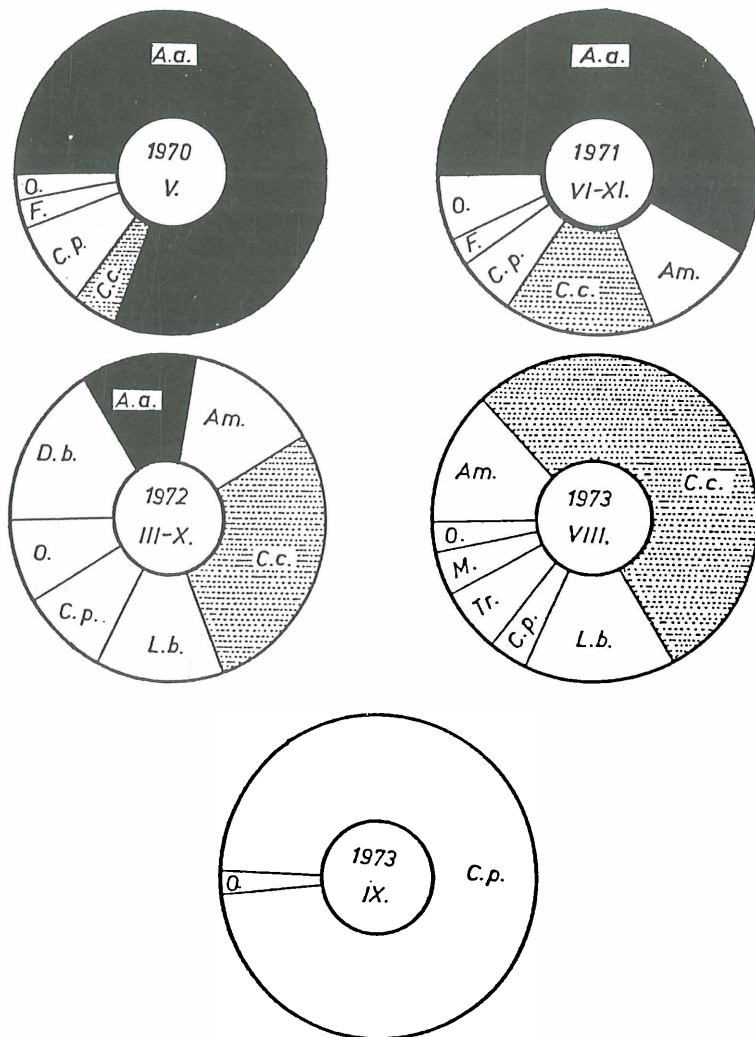 A.a.
1970
V.
O.
F.
C.p.
C.c.
A.a.
1971
VI-XI.
O.
F.
C.p.
C.c.
Am.
A.a.
Am.
D.b.
1972
III-X.
O.
C.c.
C.p..
L.b.
Am.
C.c.
1973
VIII.
O.
M.
Tr.
C.p.
L.b.
1973
IX.
O.
C.p.